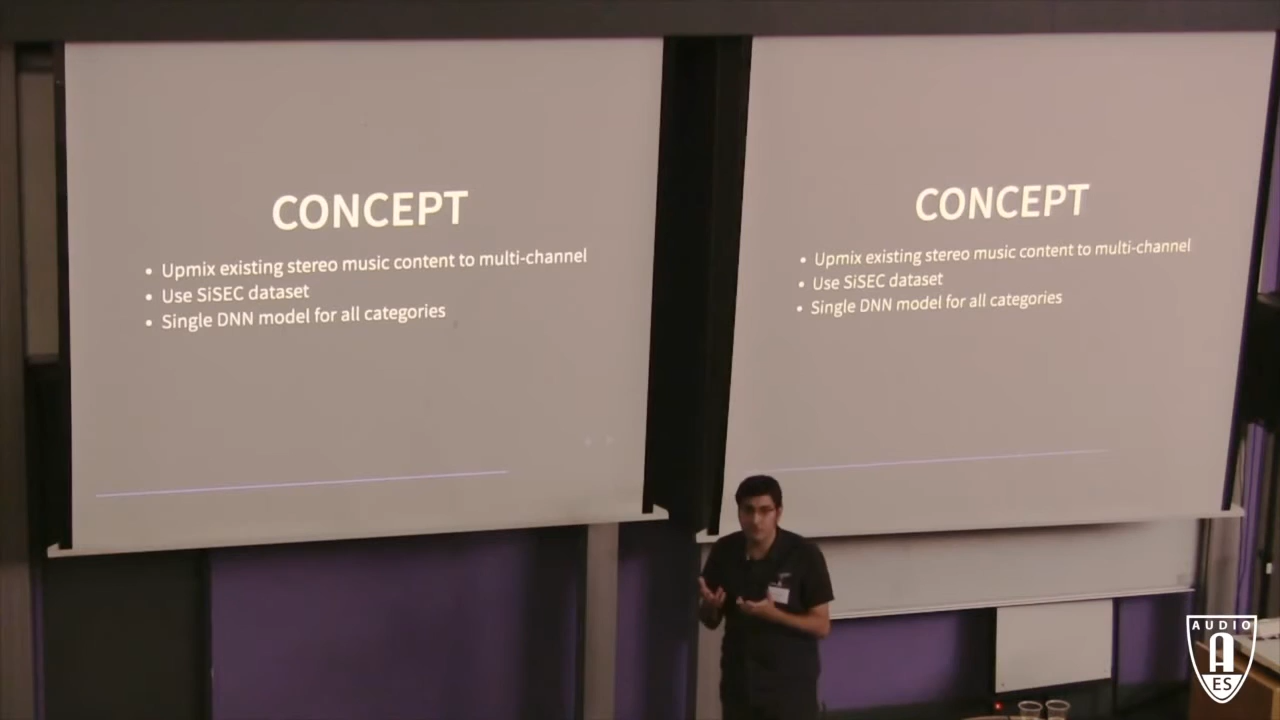 CONCEPT
• Upmix existing stereo music content to multi-channel
• Use SiSEC dataset
• Single DNN model for all categories
CONCEPT
• Upmix existing stereo music content to multi-channel
• Use SiSEC dataset
• Single DNN model for all categories
AUDIO
A
ES